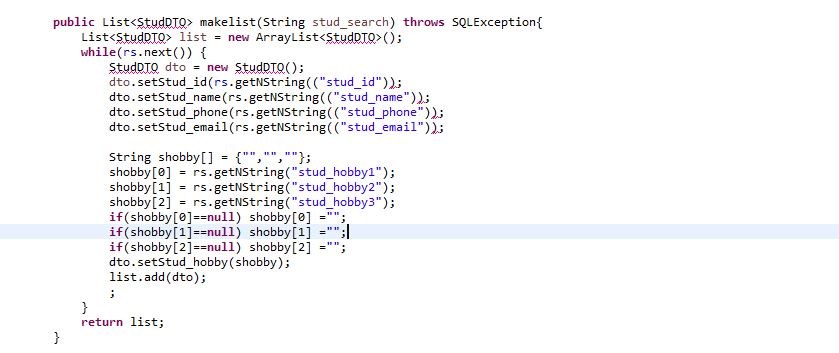 public List<StudDTO> makelist(String stud_search) throws SQLException{
List<StudDTO> list = new ArrayList<StudDTO>();
while(rs.next()) {
StudDTO dto = new StudDTO();
dto.setStud_id(rs.getNString(("stud_id"));
dto.setStud_name(rs.getNString(("stud_name"));
dto.setStud_phone(rs.getNString(("stud_phone"));
dto.setStud_email(rs.getNString(("stud_email"));
String shobby[] = {"","",""};
shobby[0] = rs.getNString("stud_hobby1");
shobby[1] = rs.getNString("stud_hobby2");
shobby[2] = rs.getNString("stud_hobby3");
if(shobby[0]==null) shobby[0] ="";
if(shobby[1]==null) shobby[1] ="";
if(shobby[2]==null) shobby[2] ="";
dto.setStud_hobby(shobby);
list.add(dto);
;
}
return list;
}